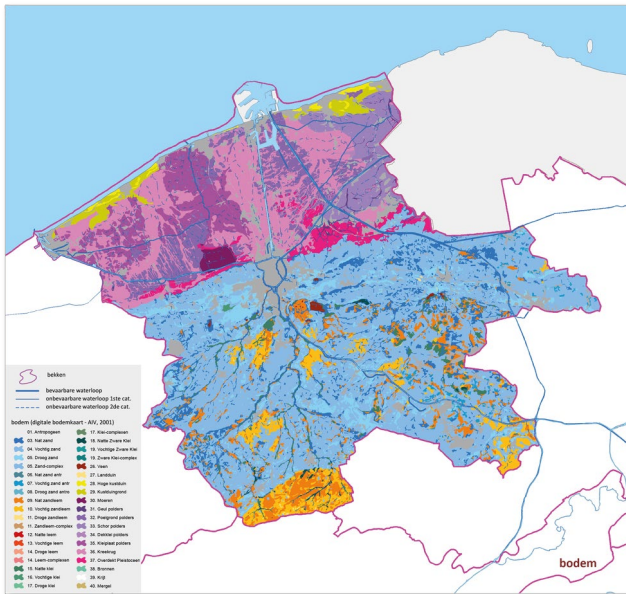 bekken
bevaarbare waterloop
onbevaarbare waterloop 1ste cat.
onbevaarbare waterloop 2de cat.
bodem (digitale bodemkaart - AIV, 2001)
01. Antropogeen
03. Nat zand
04. Vochtig zand
05. Droog zand
05. Zand-complex
06. Nat zand antr
07. Vochtig zand antr
08. Droog zand antro
09. Nat zandleem
10. Vochtig zandleem
11. Droge zandleem
11. Zandleem-complex
12. Natte leem
13. Vochtige leem
14. Droge leem
14. Leem-complexen
15. Natte klei
16. Vochtige klei
17. Droge klei
17. Klei-complexen
18. Natte Zware Klei
19. Vochtige Zware Klei
19. Zware Klei-complex
26. Veen
27. Landduin
28. Hoge kustduin
29. Kustduingrond
30. Moeren
31. Geul polders
32. Poelgrond polders
33. Schor polders
34. Dekklei polders
35. Kleiplaat polders
36. Kreekrug
37. Overdekt Pleistoceen
38. Bronnen
39. Krijt
40. Mergel
bodem